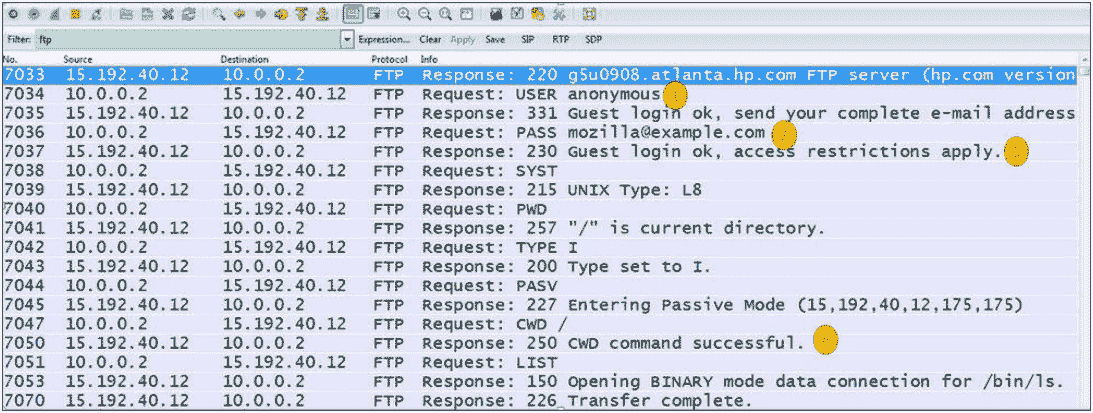 Filter: ftp Expression... Clear Apply Save SIP RTP SDP
No. Source Destination Protocol Info
7033 15.192.40.12 10.0.0.2 FTP Response: 220 g5u0908.atlanta.hp.com FTP server (hp.com version
7034 10.0.0.2 15.192.40.12 FTP Request: USER anonymous
7035 15.192.40.12 10.0.0.2 FTP Response: 331 Guest login ok, send your complete e-mail address
7036 10.0.0.2 15.192.40.12 FTP Request: PASS mozilla@example.com
7037 15.192.40.12 10.0.0.2 FTP Response: 230 Guest login ok, access restrictions apply.
7038 10.0.0.2 15.192.40.12 FTP Request: SYST
7039 15.192.40.12 10.0.0.2 FTP Response: 215 UNIX Type: L8
7040 10.0.0.2 15.192.40.12 FTP Request: PWD
7041 15.192.40.12 10.0.0.2 FTP Response: 257 "/" is current directory.
7042 10.0.0.2 15.192.40.12 FTP Request: TYPE I
7043 15.192.40.12 10.0.0.2 FTP Response: 200 Type set to I.
7044 10.0.0.2 15.192.40.12 FTP Request: PASV
7045 15.192.40.12 10.0.0.2 FTP Response: 227 Entering Passive Mode (15,192,40,12,175,175)
7047 10.0.0.2 15.192.40.12 FTP Request: CWD /
7050 15.192.40.12 10.0.0.2 FTP Response: 250 CWD command successful.
7051 10.0.0.2 15.192.40.12 FTP Request: LIST
7053 15.192.40.12 10.0.0.2 FTP Response: 150 Opening BINARY mode data connection for /bin/ls.
7070 15.192.40.12 10.0.0.2 FTP Response: 226 Transfer complete.